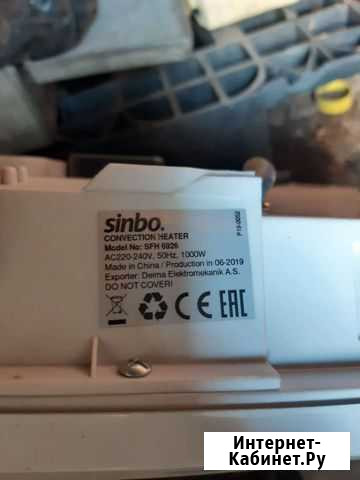 sinbo.
CONVECTION HEATER
Model No: SFH 6926
AC220-240V, 50Hz, 1000W
Made in China / Production in 06-2019
Exporter: Deima Elektromekanik A.S.
DO NOT COVER!
P13-0002
CE EAC
Интернет-
Кабинет.Ру